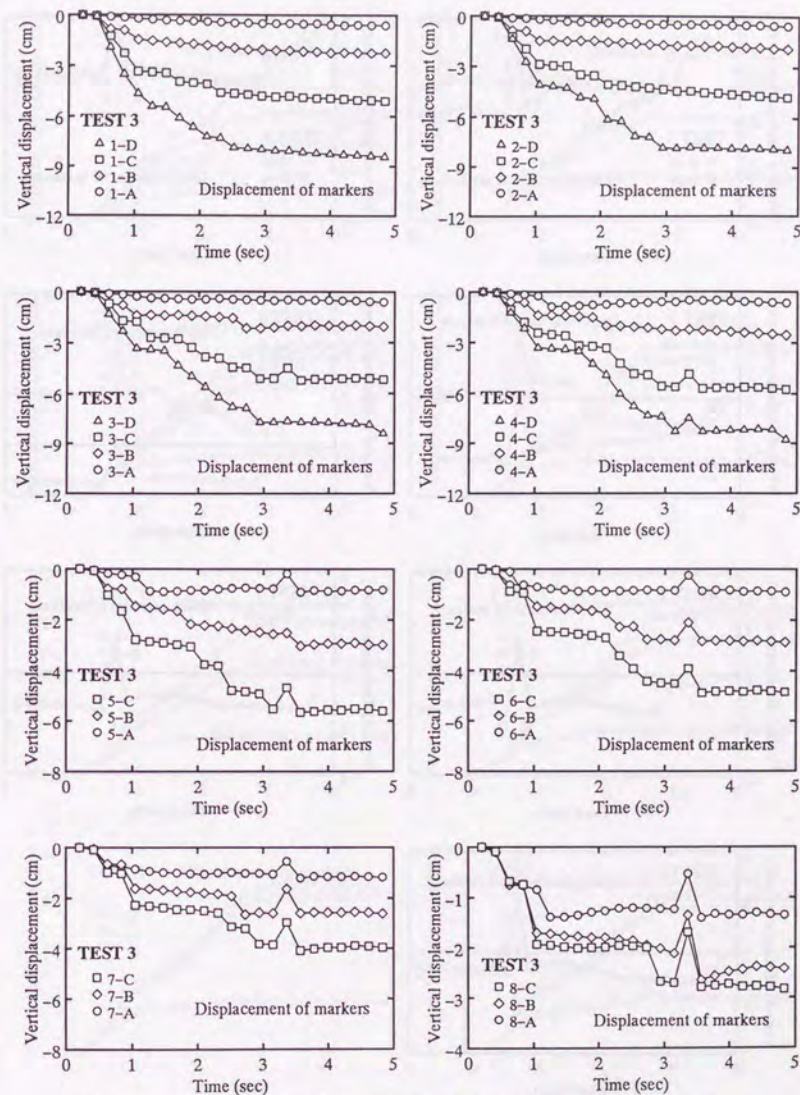 Vertical displacement (cm)
0
−3
−6
−9
−12
TEST 3
1–D
1–C
1–B
1–A
Displacement of markers
0 1 2 3 4 5
Time (sec)
Vertical displacement (cm)
0
−3
−6
−9
−12
TEST 3
2–D
2–C
2–B
2–A
Displacement of markers
0 1 2 3 4 5
Time (sec)
Vertical displacement (cm)
0
−3
−6
−9
−12
TEST 3
3–D
3–C
3–B
3–A
Displacement of markers
0 1 2 3 4 5
Time (sec)
Vertical displacement (cm)
0
−3
−6
−9
−12
TEST 3
4–D
4–C
4–B
4–A
Displacement of markers
0 1 2 3 4 5
Time (sec)
Vertical displacement (cm)
0
−2
−4
−6
−8
TEST 3
5–C
5–B
5–A
Displacement of markers
0 1 2 3 4 5
Time (sec)
Vertical displacement (cm)
0
−2
−4
−6
−8
TEST 3
6–C
6–B
6–A
Displacement of markers
0 1 2 3 4 5
Time (sec)
Vertical displacement (cm)
0
−2
−4
−6
−8
TEST 3
7–C
7–B
7–A
Displacement of markers
0 1 2 3 4 5
Time (sec)
Vertical displacement (cm)
0
−1
−2
−3
−4
TEST 3
8–C
8–B
8–A
Displacement of markers
0 1 2 3 4 5
Time (sec)